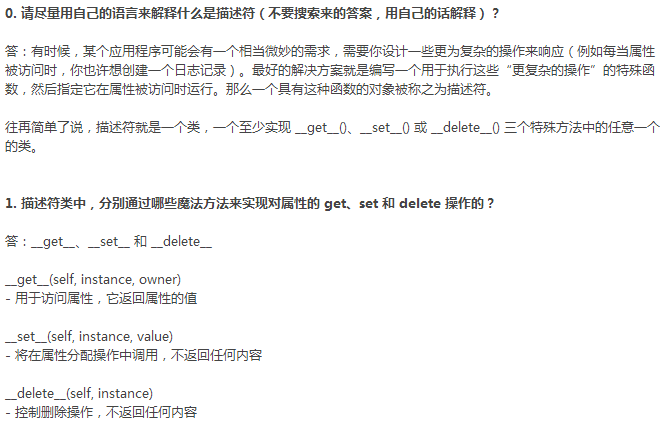 0. 请尽量用自己的语言来解释什么是描述符（不要搜索来的答案，用自己的话解释）？
答：有时候，某个应用程序可能会有一个相当微妙的需求，需要你设计一些更为复杂的操作来响应（例如每当属性
被访问时，你也许想创建一个日志记录）。最好的解决方案就是编写一个用于执行这些“更复杂的操作”的特殊函
数，然后指定它在属性被访问时运行。那么一个具有这种函数的对象被称之为描述符。
往再简单了说，描述符就是一个类，一个至少实现 __get__()、__set__() 或 __delete__() 三个特殊方法中的任意一个
的类。
1. 描述符类中，分别通过哪些魔法方法来实现对属性的 get、set 和 delete 操作的？
答：__get__、__set__ 和 __delete__
__get__(self, instance, owner)
- 用于访问属性，它返回属性的值
__set__(self, instance, value)
- 将在属性分配操作中调用，不返回任何内容
__delete__(self, instance)
- 控制删除操作，不返回任何内容